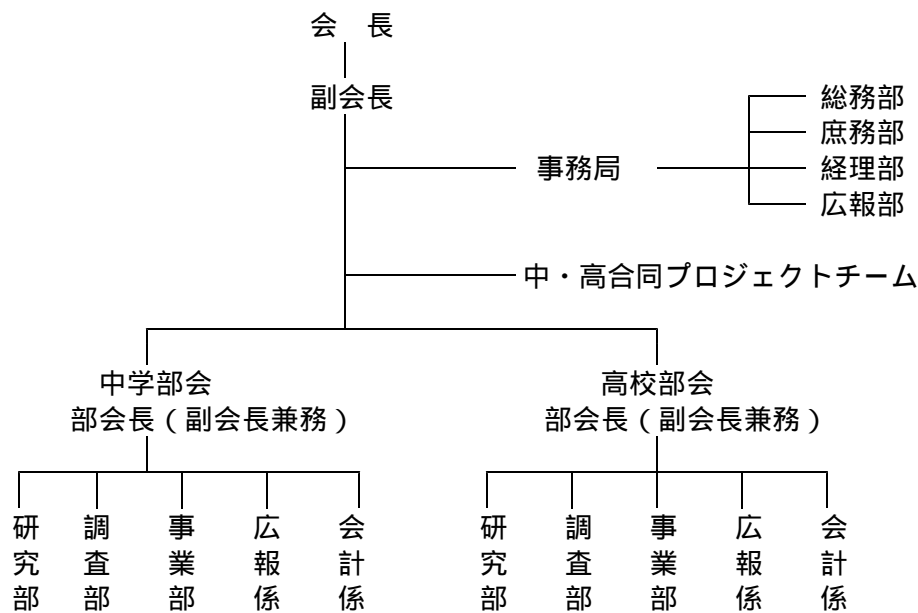 会　長
副会長
総務部
庶務部
事務局
経理部
広報部
中・高合同プロジェクトチーム
中学部会
部会長（副会長兼務）
高校部会
部会長（副会長兼務）
研究部
調査部
事業部
広報係
会計係
研究部
調査部
事業部
広報係
会計係